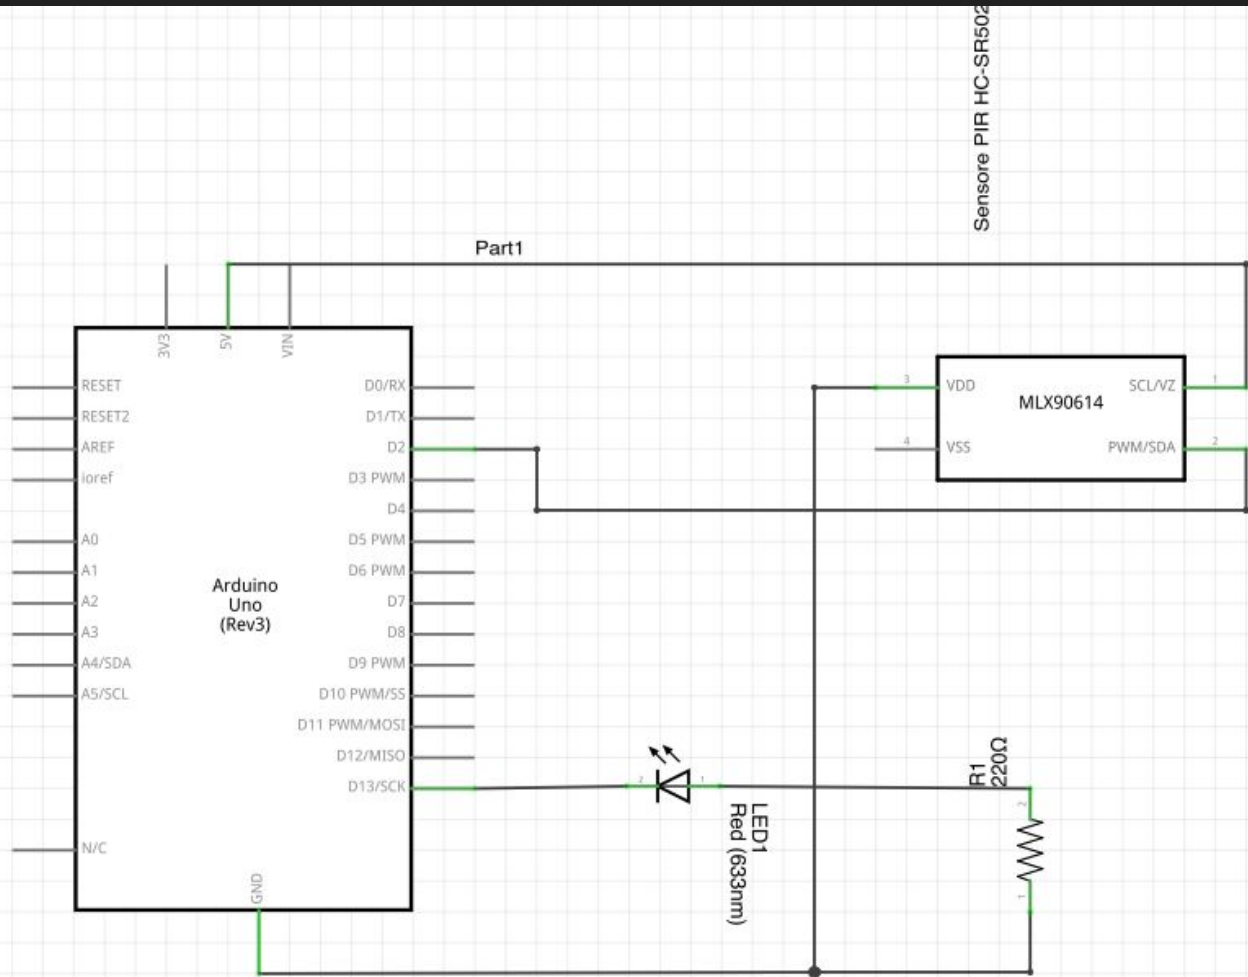 Sensore PIR HC-SR502
Part1
3V3
5V
VIN
RESET
RESET2
AREF
ioref
A0
A1
A2
A3
A4/SDA
A5/SCL
N/C
Arduino
Uno
(Rev3)
GND
D0/RX
D1/TX
D2
D3 PWM
D4
D5 PWM
D6 PWM
D7
D8
D9 PWM
D10 PWM/SS
D11 PWM/MOSI
D12/MISO
D13/SCK
3
VDD
4
VSS
MLX90614
SCL/VZ
1
PWM/SDA
2
2
1
LED1
Red (633nm)
R1
220Ω
2
1